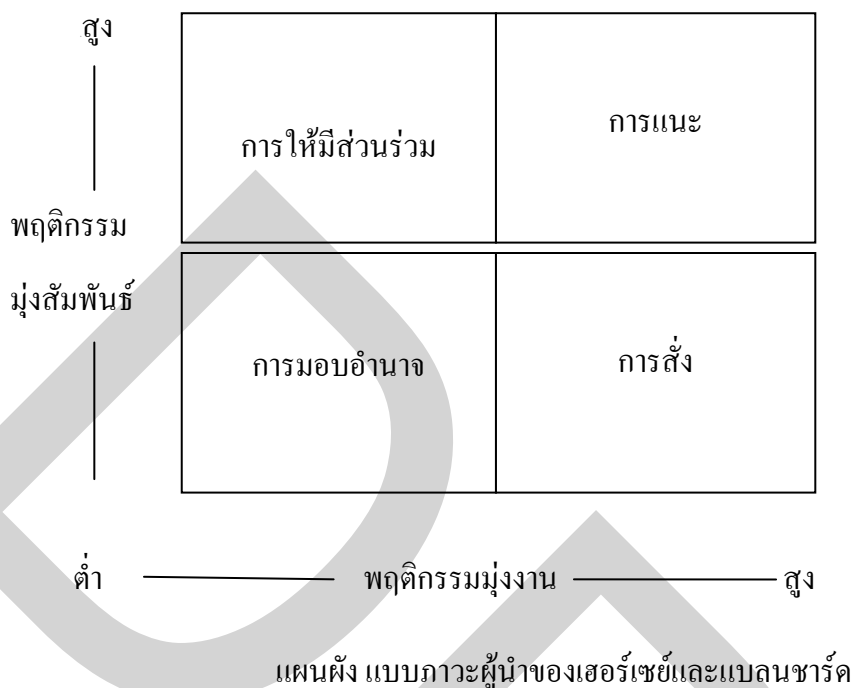 สูง
การให้มีส่วนร่วม
การแนะ
พฤติกรรม
มุ่งสัมพันธ์
การมอบอำนาจ
การสั่ง
ต่ำ พฤติกรรมมุ่งงาน สูง
แผนผัง แบบภาวะผู้นำของเฮอร์เซย์และแบลนชาร์ด